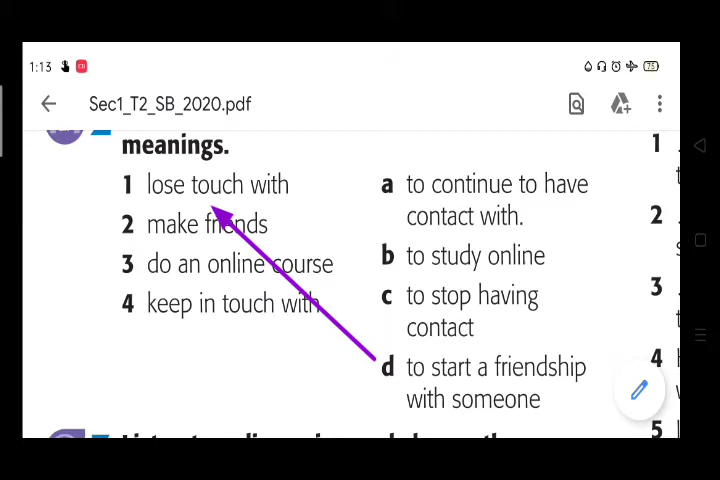 1:13
75
Sec1_T2_SB_2020.pdf
meanings.
1 lose touch with
2 make friends
3 do an online course
4 keep in touch with
a to continue to have
contact with.
b to study online
c to stop having
contact
d to start a friendship
with someone
1
2
3
4
5